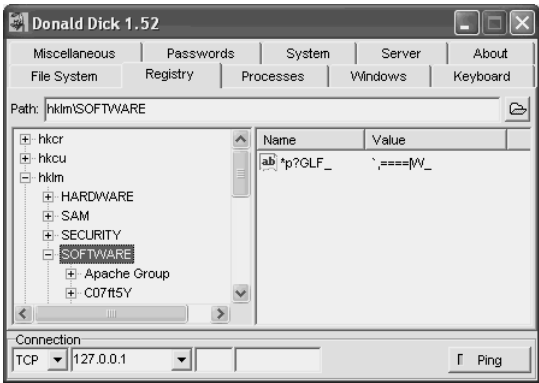 Donald Dick 1.52
Miscellaneous Passwords System Server About
File System Registry Processes Windows Keyboard
Path: hklm\SOFTWARE
hkcr
hkcu
hklm
HARDWARE
SAM
SECURITY
SOFTWARE
Apache Group
C07ft5Y
Name Value
ab *p?GLF_ `,====|W_
Connection
TCP 127.0.0.1 Ping